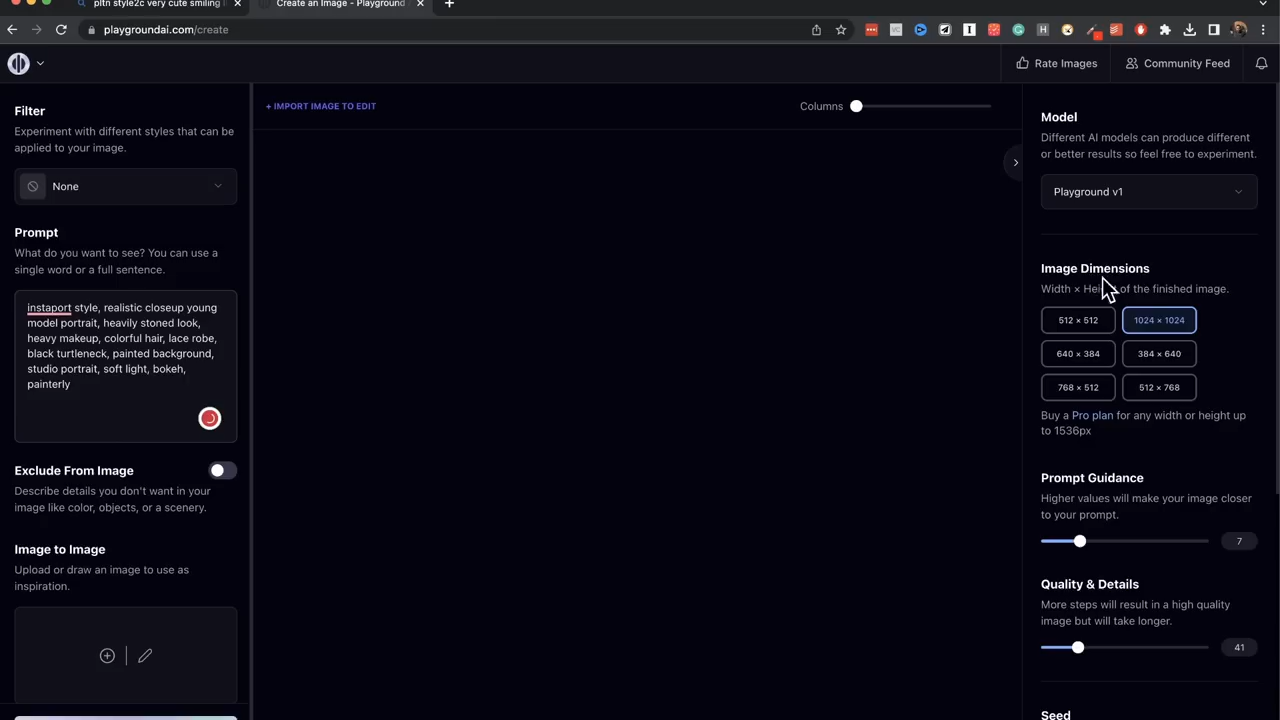 pltn style2c very cute smiling
Create an Image - Playground
playgroundai.com/create
Rate Images
Community Feed
Filter
Experiment with different styles that can be
applied to your image.
None
Prompt
What do you want to see? You can use a
single word or a full sentence.
instaport style, realistic closeup young
model portrait, heavily stoned look,
heavy makeup, colorful hair, lace robe,
black turtleneck, painted background,
studio portrait, soft light, bokeh,
painterly
Exclude From Image
Describe details you don't want in your
image like color, objects, or a scenery.
Image to Image
Upload or draw an image to use as
inspiration.
+ IMPORT IMAGE TO EDIT
Columns
Model
Different AI models can produce different
or better results so feel free to experiment.
Playground v1
Image Dimensions
Width × of the finished image.
512 × 512
1024 × 1024
640 × 384
384 × 640
768 × 512
512 × 768
Buy a Pro plan for any width or height up
to 1536px
Prompt Guidance
Higher values will make your image closer
to your prompt.
7
Quality & Details
More steps will result in a high quality
image but will take longer.
41
Seed